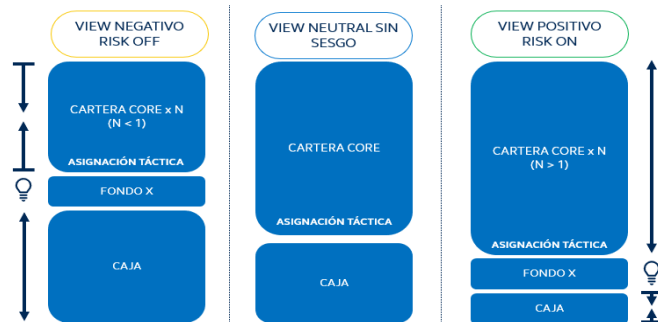 VIEW NEGATIVO
RISK OFF
CARTERA CORE x N
(N < 1)
ASIGNACIÓN TÁCTICA
FONDO X
CAJA
VIEW NEUTRAL SIN
SESGO
CARTERA CORE
ASIGNACIÓN TÁCTICA
CAJA
VIEW POSITIVO
RISK ON
CARTERA CORE x N
(N > 1)
ASIGNACIÓN TÁCTICA
FONDO X
CAJA